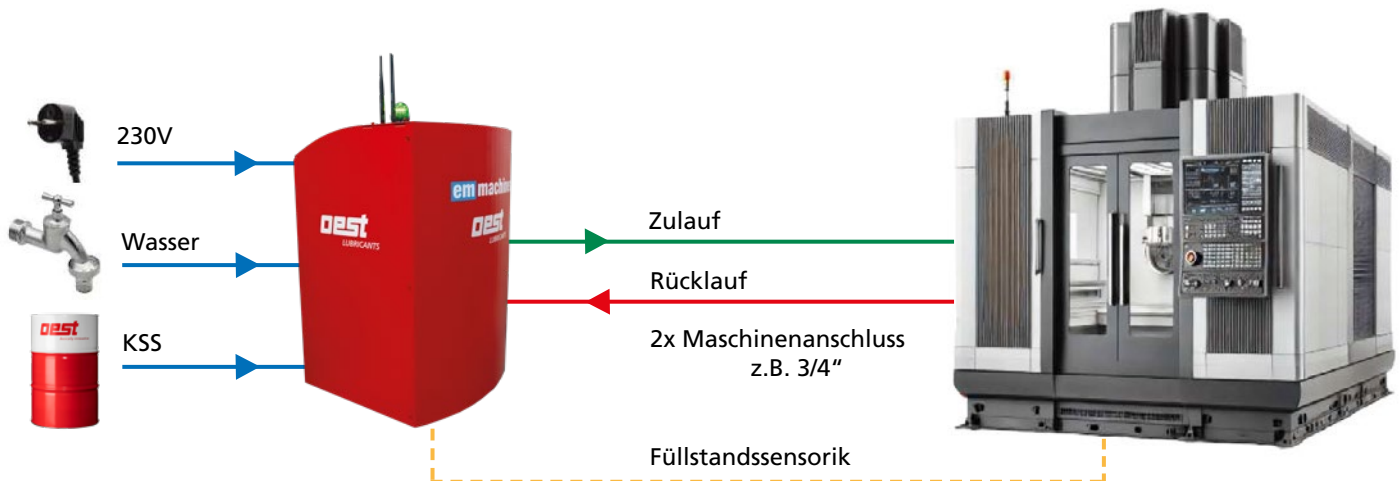 230V
Wasser
KSS
oest
oest
LUBRICANTS
em machine
oest
LUBRICANTS
Zulauf
Rücklauf
2x Maschinenanschluss
z.B. 3/4“
Füllstandssensorik